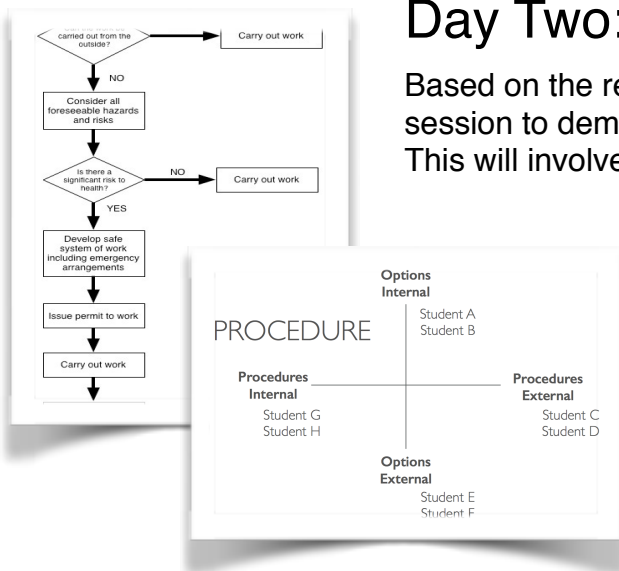 Day Two:
Based on the re
session to dem
This will involve
carried out from the
outside?
Carry out work
NO
Consider all
foreseeable hazards
and risks
Is there a
significant risk to
health?
NO
Carry out work
YES
Develop safe
system of work
including emergency
arrangements
Issue permit to work
Carry out work
PROCEDURE
Options
Internal
Student A
Student B
Procedures
Internal
Student G
Student H
Procedures
External
Student C
Student D
Options
External
Student E
Student F